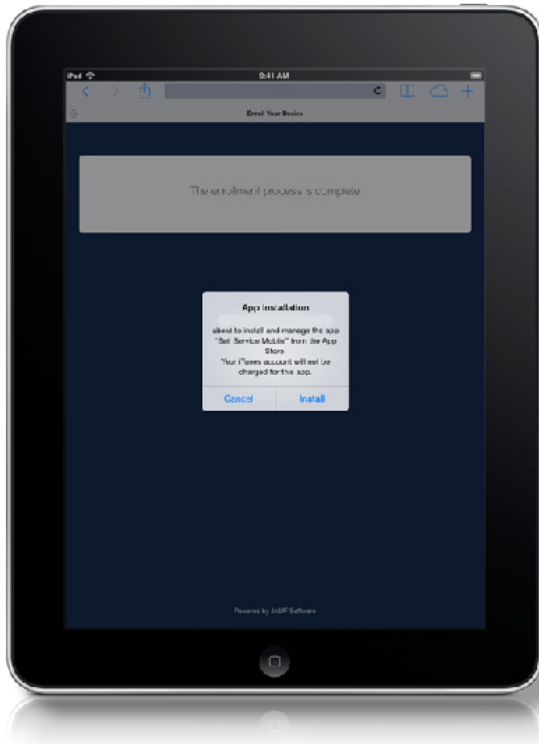 iPad 9:41 AM
Enroll Your Device
The enrollment process is complete
App Installation
about to install and manage the app
"Self Service Mobile" from the App
Store.
Your iTunes account will not be
charged for this app.
Cancel Install
Powered by JAMF Software